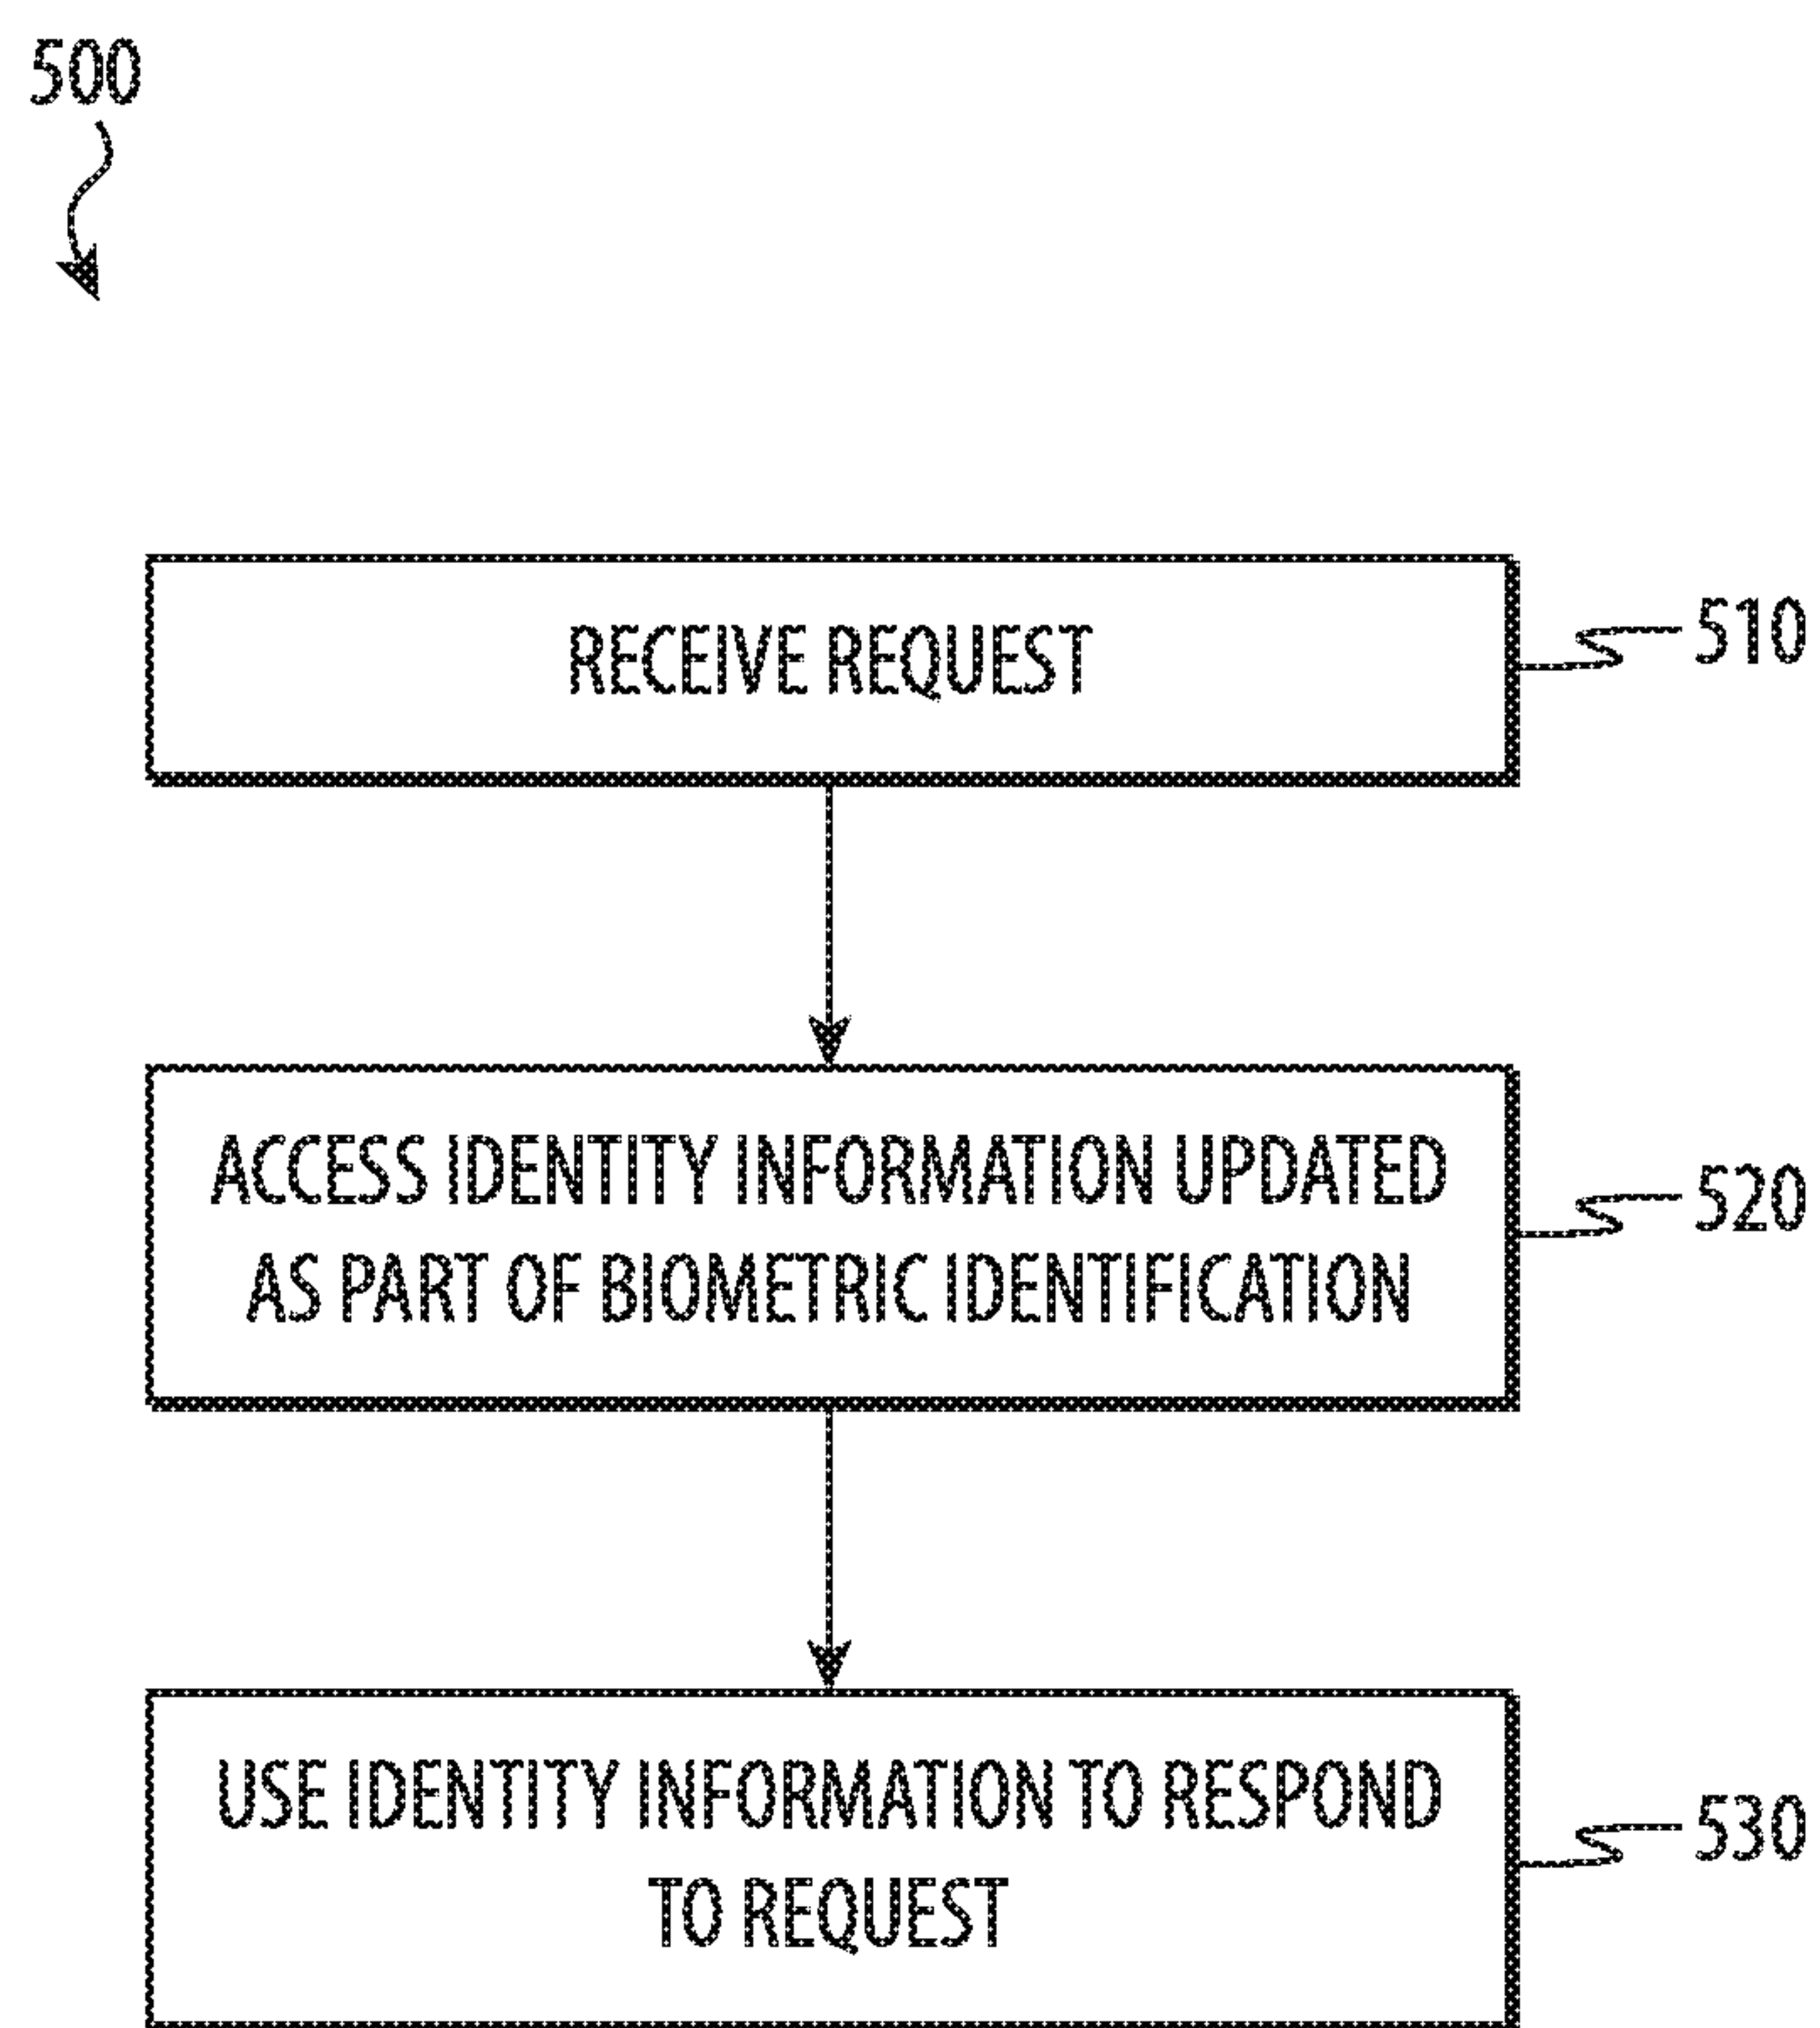 500
RECEIVE REQUEST
510
ACCESS IDENTITY INFORMATION UPDATED
AS PART OF BIOMETRIC IDENTIFICATION
520
USE IDENTITY INFORMATION TO RESPOND
TO REQUEST
530